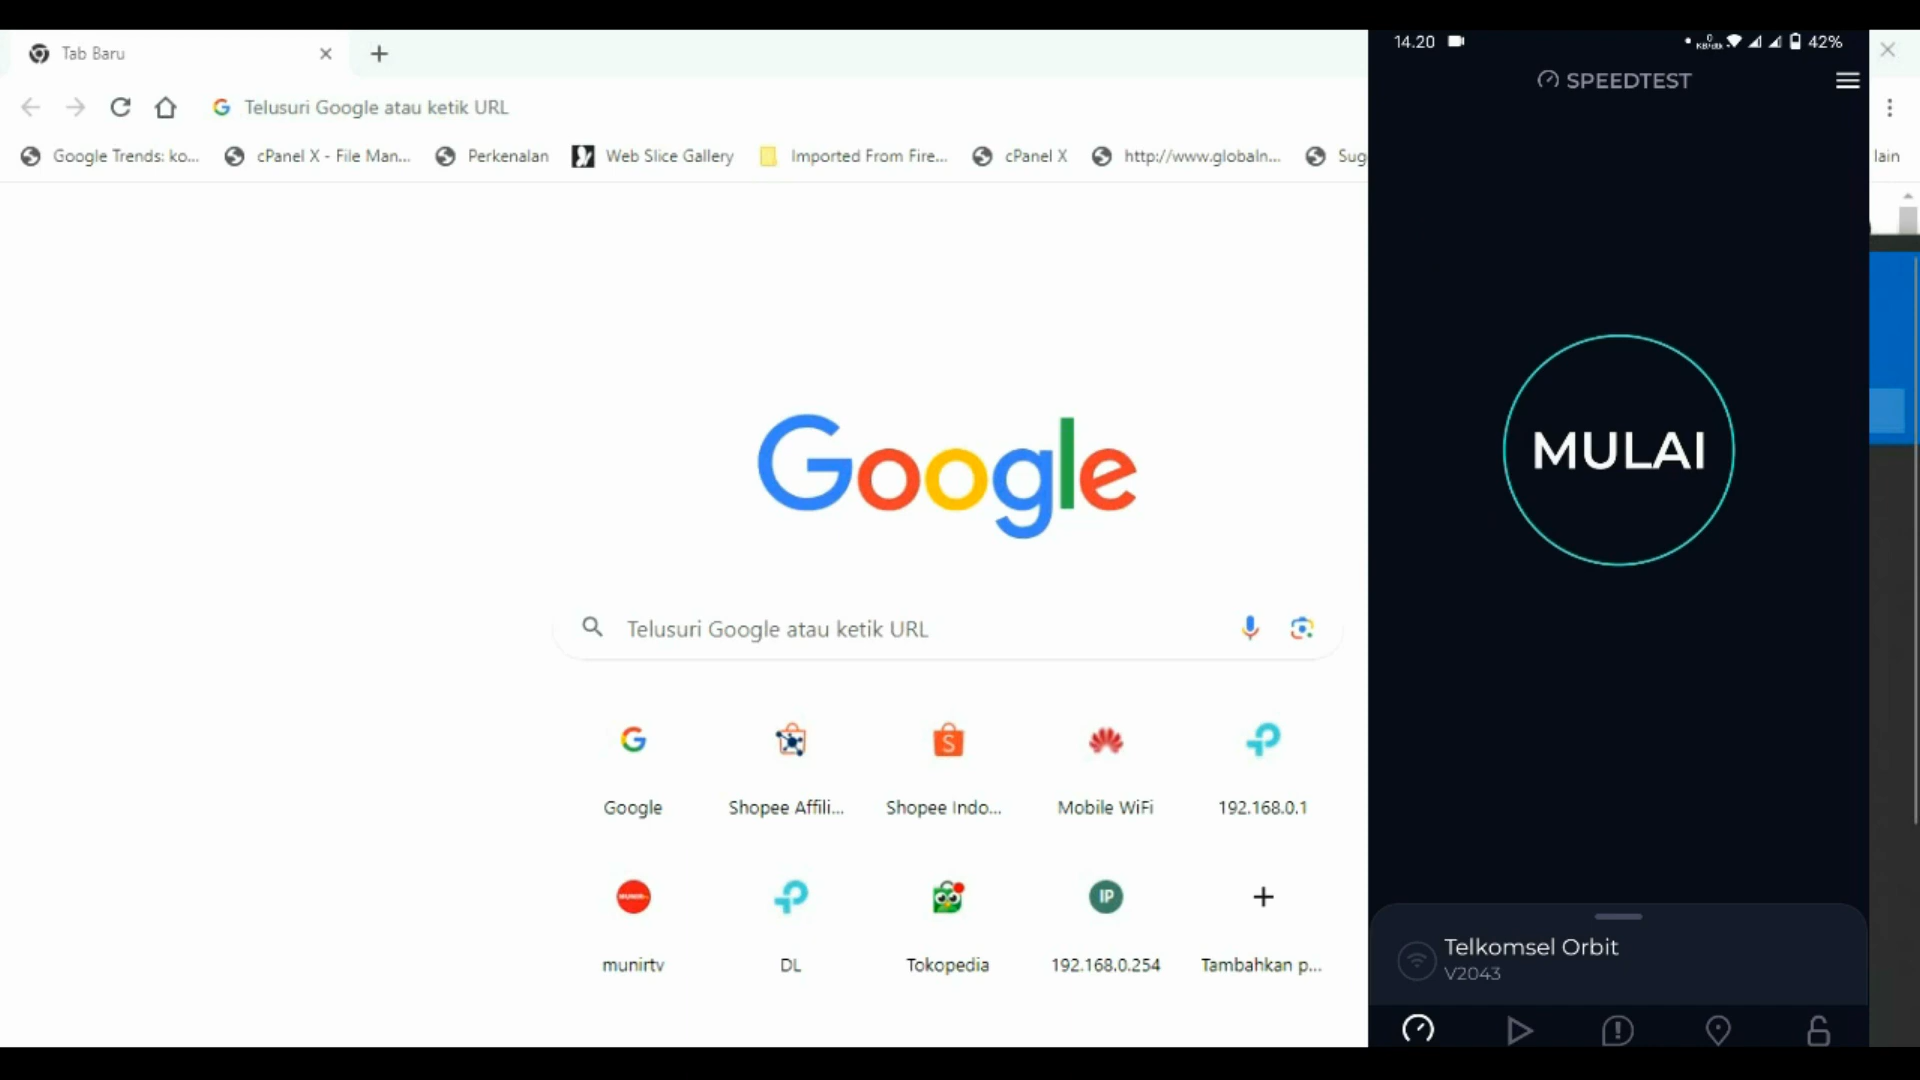 Tab Baru
Telusuri Google atau ketik URL
Google Trends: ko...
cPanel X - File Man...
Perkenalan
Web Slice Gallery
Imported From Fire...
cPanel X
http://www.globaln...
Sug
lain
Google
Telusuri Google atau ketik URL
Google
Shopee Affili...
Shopee Indo...
Mobile WiFi
192.168.0.1
munirtv
DL
IP
Tokopedia
192.168.0.254
Tambahkan p...
14.20
42%
SPEEDTEST
MULAI
Telkomsel Orbit
V2043